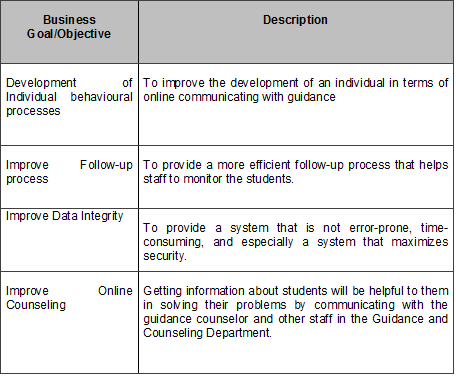 Business
Goal/Objective
Description
Development of
Individual behavioural
processes
To improve the development of an individual in terms of
online communicating with guidance
Improve Follow-up
process
To provide a more efficient follow-up process that helps
staff to monitor the students.
Improve Data Integrity
To provide a system that is not error-prone, time-
consuming, and especially a system that maximizes
security.
Improve Online
Counseling
Getting information about students will be helpful to them
in solving their problems by communicating with the
guidance counselor and other staff in the Guidance and
Counseling Department.